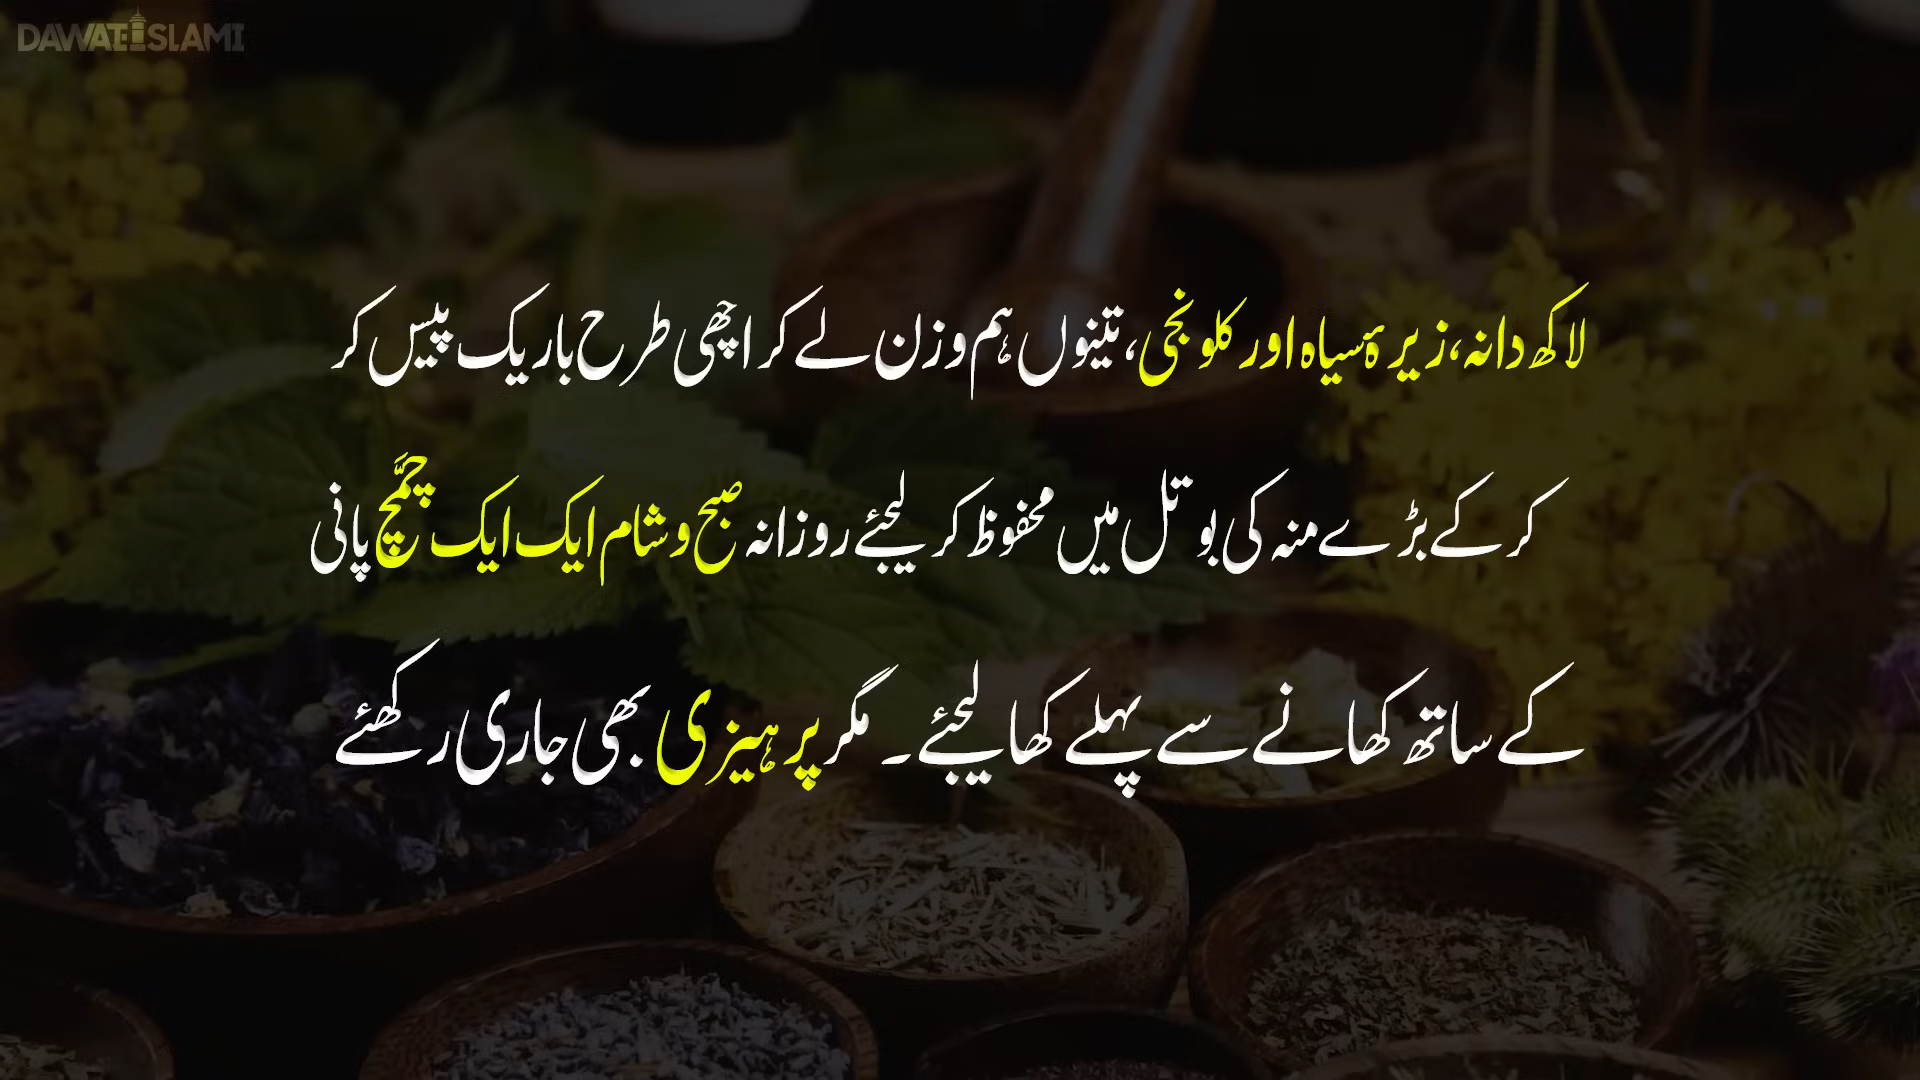 DAWATEISLAMI
لاکھ دانہ، زیرۂ سیاہ اور کلونجی، تینوں ہم وزن لے کر اچھی طرح باریک پیس کر
کر کے بڑے منہ کی بوتل میں محفوظ کر لیجئے روزانہ صبح و شام ایک ایک چمَّچ پانی
کے ساتھ کھانے سے پہلے کھا لیجئے۔ مگر پرہیزی بھی جاری رکھئے